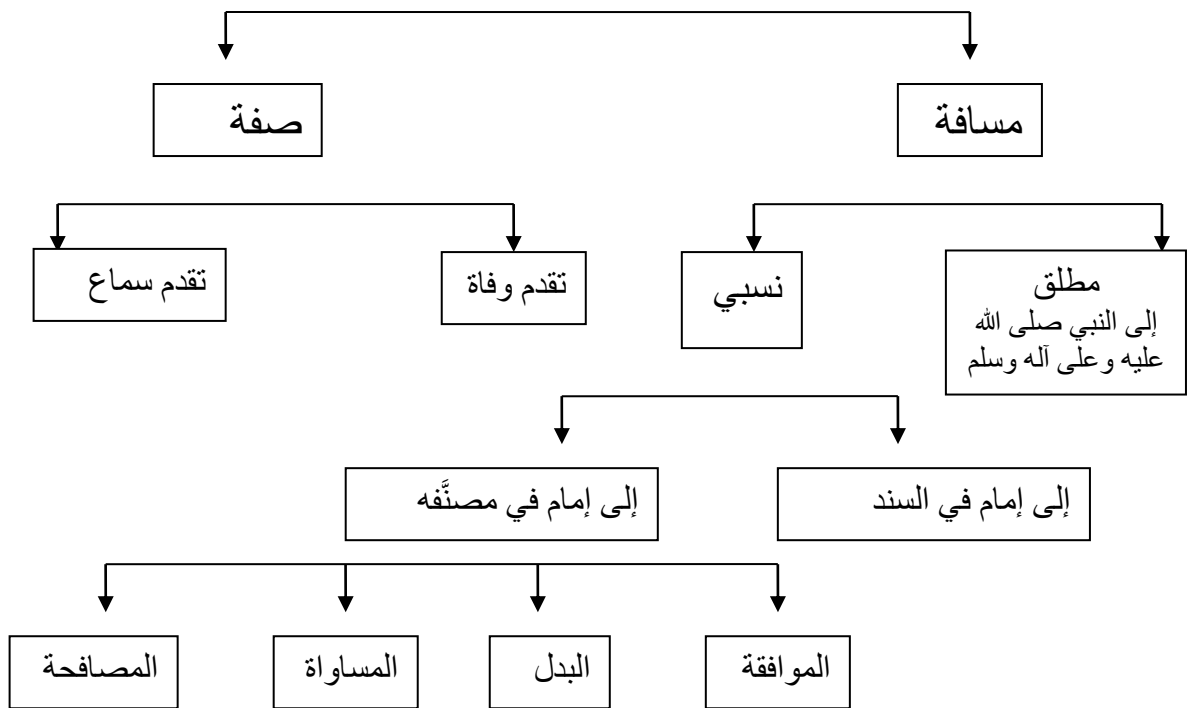 مسافة
صفة
مطلق
إلى النبي صلى الله
عليه وعلى آله وسلم
نسبي
تقدم وفاة
تقدم سماع
إلى إمام في السند
إلى إمام في مصنَّفه
الموافقة
البدل
المساواة
المصافحة